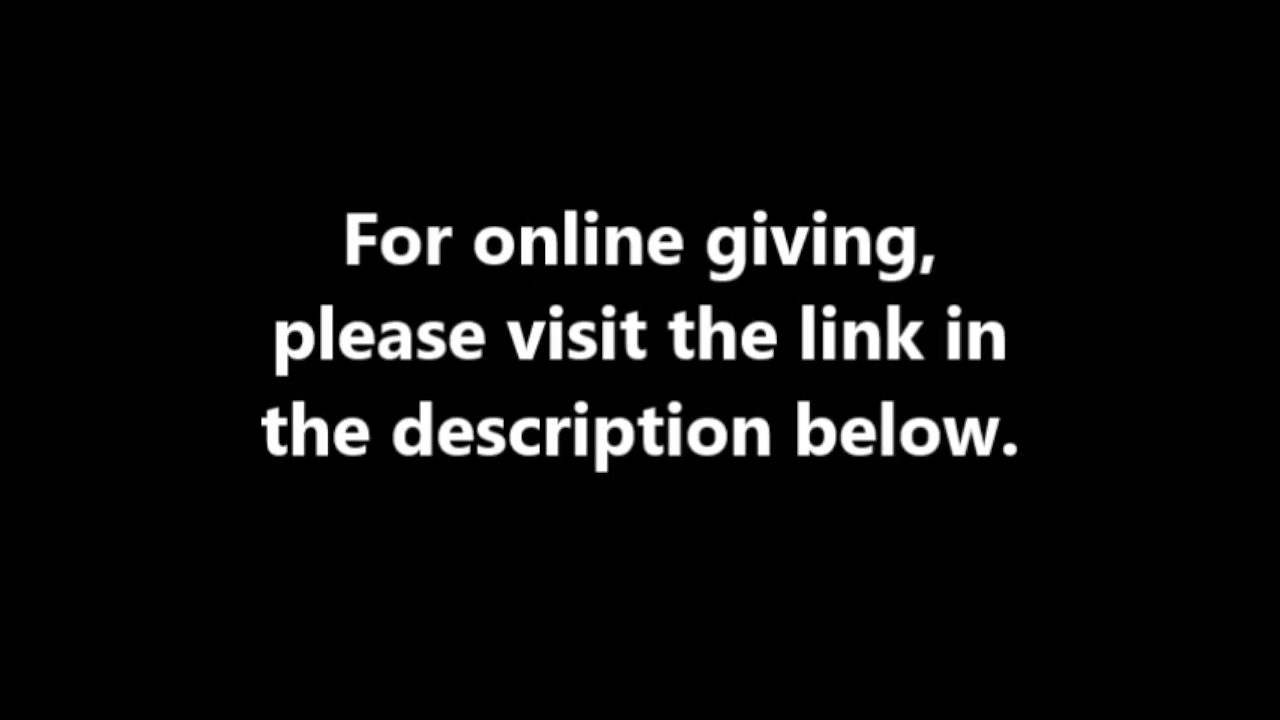 For online giving,
please visit the link in
the description below.